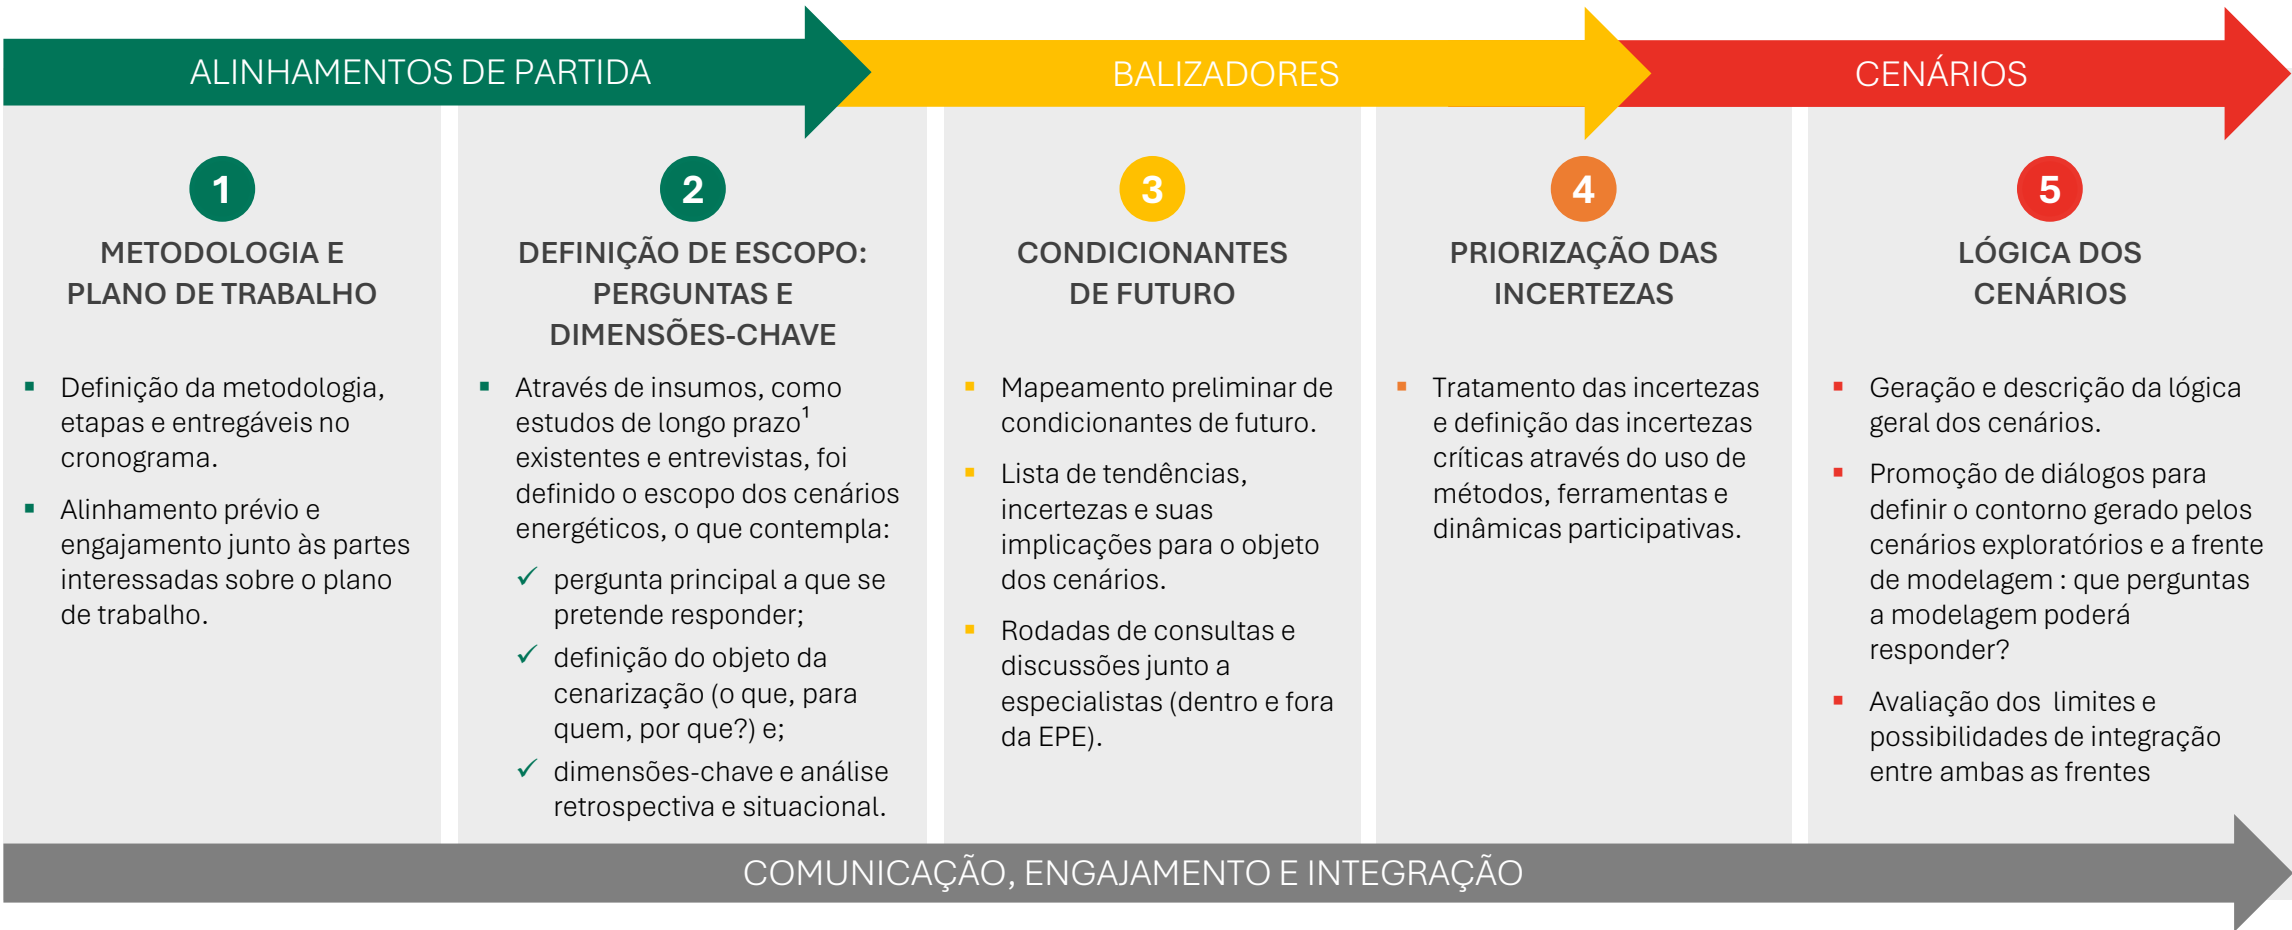 ALINHAMENTOS DE PARTIDA
BALIZADORES
CENÁRIOS
1
METODOLOGIA E
PLANO DE TRABALHO
Definição da metodologia,
etapas e entregáveis no
cronograma.
Alinhamento prévio e
engajamento junto às partes
interessadas sobre o plano
de trabalho.
2
DEFINIÇÃO DE ESCOPO:
PERGUNTAS E
DIMENSÕES-CHAVE
Através de insumos, como
estudos de longo prazo¹
existentes e entrevistas, foi
definido o escopo dos cenários
energéticos, o que contempla:
pergunta principal a que se
pretende responder;
definição do objeto da
cenarização (o que, para
quem, por que?) e;
dimensões-chave e análise
retrospectiva e situacional.
3
CONDICIONANTES
DE FUTURO
Mapeamento preliminar de
condicionantes de futuro.
Lista de tendências,
incertezas e suas
implicações para o objeto
dos cenários.
Rodadas de consultas e
discussões junto a
especialistas (dentro e fora
da EPE).
4
PRIORIZAÇÃO DAS
INCERTEZAS
Tratamento das incertezas
e definição das incertezas
críticas através do uso de
métodos, ferramentas e
dinâmicas participativas.
5
LÓGICA DOS
CENÁRIOS
Geração e descrição da lógica
geral dos cenários.
Promoção de diálogos para
definir o contorno gerado pelos
cenários exploratórios e a frente
de modelagem : que perguntas
a modelagem poderá
responder?
Avaliação dos  limites e
possibilidades de integração
entre ambas as frentes
COMUNICAÇÃO, ENGAJAMENTO E INTEGRAÇÃO